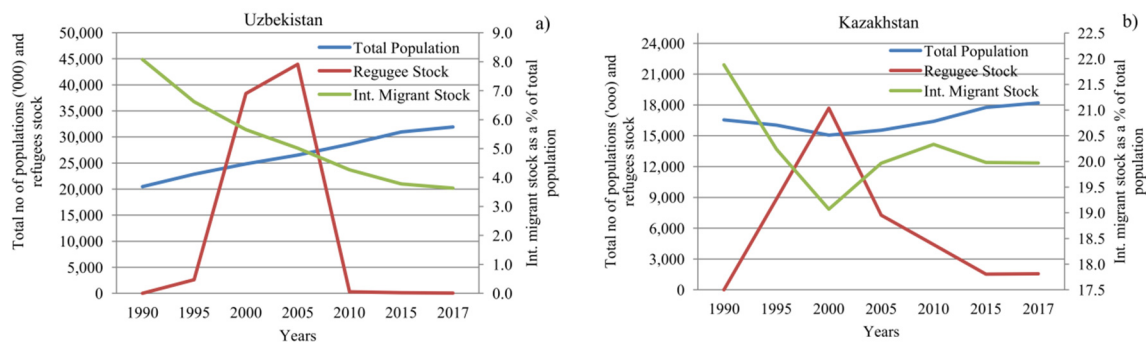 Uzbekistan
a)
Total no of populations ('000) and
refugees stock
50,000
45,000
40,000
35,000
30,000
25,000
20,000
15,000
10,000
5,000
0
Total Population
Regugee Stock
Int. Migrant Stock
9.0
8.0
7.0
6.0
5.0
4.0
3.0
2.0
1.0
0.0
Int. migrant stock as a % of total
population
1990 1995 2000 2005 2010 2015 2017
Years
Kazakhstan
b)
Total no of populations ('ooo) and
refugees stock
24,000
21,000
18,000
15,000
12,000
9,000
6,000
3,000
0
Total Population
Regugee Stock
Int. Migrant Stock
22.5
22.0
21.5
21.0
20.5
20.0
19.5
19.0
18.5
18.0
17.5
Int. migrant stock as a % of total
population
1990 1995 2000 2005 2010 2015 2017
Years